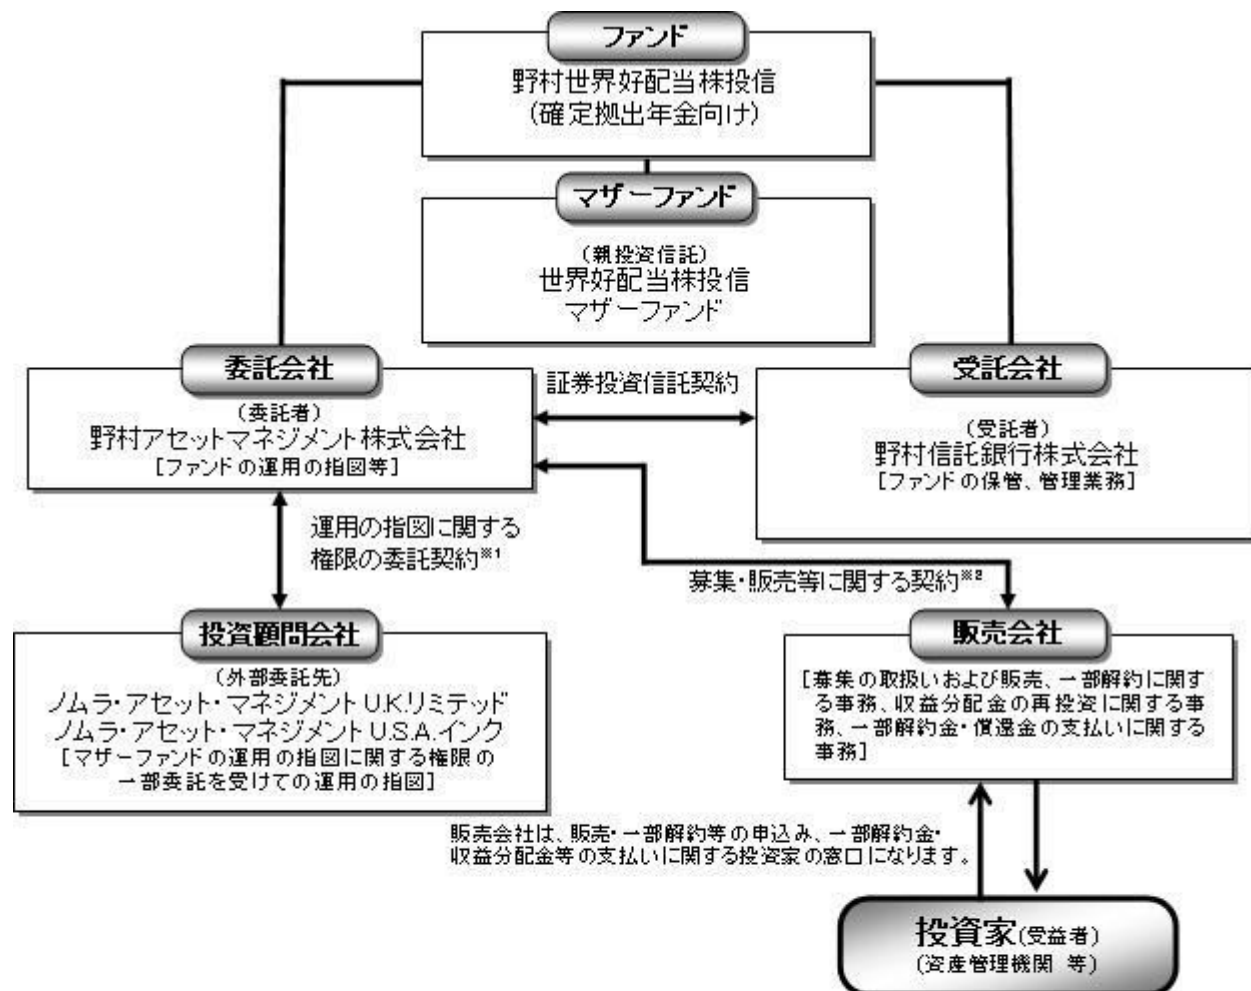 ファンド
野村世界好配当株投信
(確定拠出年金向け)
マザーファンド
(親投資信託)
世界好配当株投信
マザーファンド
委託会社
(委託者)
野村アセットマネジメント株式会社
[ファンドの運用の指図等]
証券投資信託契約
受託会社
(受託者)
野村信託銀行株式会社
[ファンドの保管、管理業務]
運用の指図に関する
権限の委託契約※1
募集・販売等に関する契約※2
投資顧問会社
(外部委託先)
ノムラ・アセット・マネジメントU.K.リミテッド
ノムラ・アセット・マネジメントU.S.A.インク
[マザーファンドの運用の指図に関する権限の
一部委託を受けての運用の指図]
販売会社
[募集の取扱いおよび販売、一部解約に関す
る事務、収益分配金の再投資に関する事
務、一部解約金・償還金の支払いに関する
事務]
販売会社は、販売・一部解約等の申込み、一部解約金・
収益分配金等の支払いに関する投資家の窓口になります。
投資家(受益者)
(資産管理機関 等)